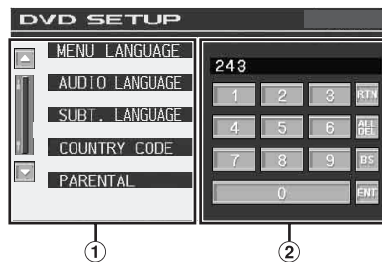 DVD SETUP
MENU LANGUAGE
AUDIO LANGUAGE
SUBT. LANGUAGE
COUNTRY CODE
PARENTAL
243
1 2 3 RTN
4 5 6 ALL DEL
7 8 9 BS
0 ENT
1 2